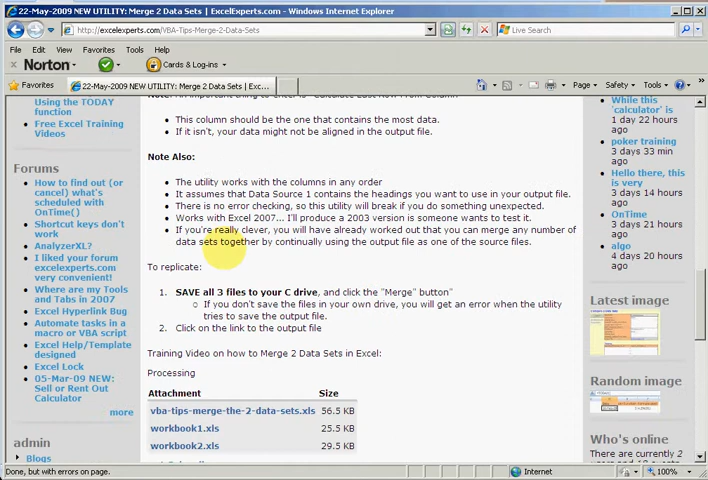 22-May-2009 NEW UTILITY: Merge 2 Data Sets | ExcelExperts.com - Windows Internet Explorer
http://excelexperts.com/VBA-Tips-Merge-2-Data-Sets
Live Search
File Edit View Favorites Tools Help
Norton Cards & Log-ins
Favorites 22-May-2009 NEW UTILITY: Merge 2 Data Sets | Exc... Page Safety Tools
Using the TODAY
function
Free Excel Training
Videos
Forums
How to find out (or
cancel) what's
scheduled with
OnTime()
Shortcut keys don't
work
AnalyzerXL?
I liked your forum
excelexperts.com
very convenient!
Where are my Tools
and Tabs in 2007
Excel Hyperlink Bug
Automate tasks in a
macro or VBA script
Excel Help/Template
designed
Excel Lock
05-Mar-09 NEW:
Sell or Rent Out
Calculator
more
admin
Blogs
This column should be the one that contains the most data.
If it isn't, your data might not be aligned in the output file.
Note Also:
The utility works with the columns in any order
It assumes that Data Source 1 contains the headings you want to use in your output file.
There is no error checking, so this utility will break if you do something unexpected.
Works with Excel 2007... I'll produce a 2003 version is someone wants to test it.
If you're really clever, you will have already worked out that you can merge any number of
data sets together by continually using the output file as one of the source files.
To replicate:
1. SAVE all 3 files to your C drive, and click the "Merge" button"
If you don't save the files in your own drive, you will get an error when the utility
tries to save the output file.
2. Click on the link to the output file
Training Video on how to Merge 2 Data Sets in Excel:
Processing
Attachment Size
vba-tips-merge-the-2-data-sets.xls 56.5 KB
workbook1.xls 25.5 KB
workbook2.xls 29.5 KB
While this
"calculator" is
1 day 22 hours
ago
poker training
3 days 33 min
ago
Hello there, this
is very
3 days 14 hours
ago
OnTime
3 days 21 hours
ago
algo
4 days 20 hours
ago
Latest image
Random image
Who's online
There are currently 2
Done, but with errors on page. Internet 100%